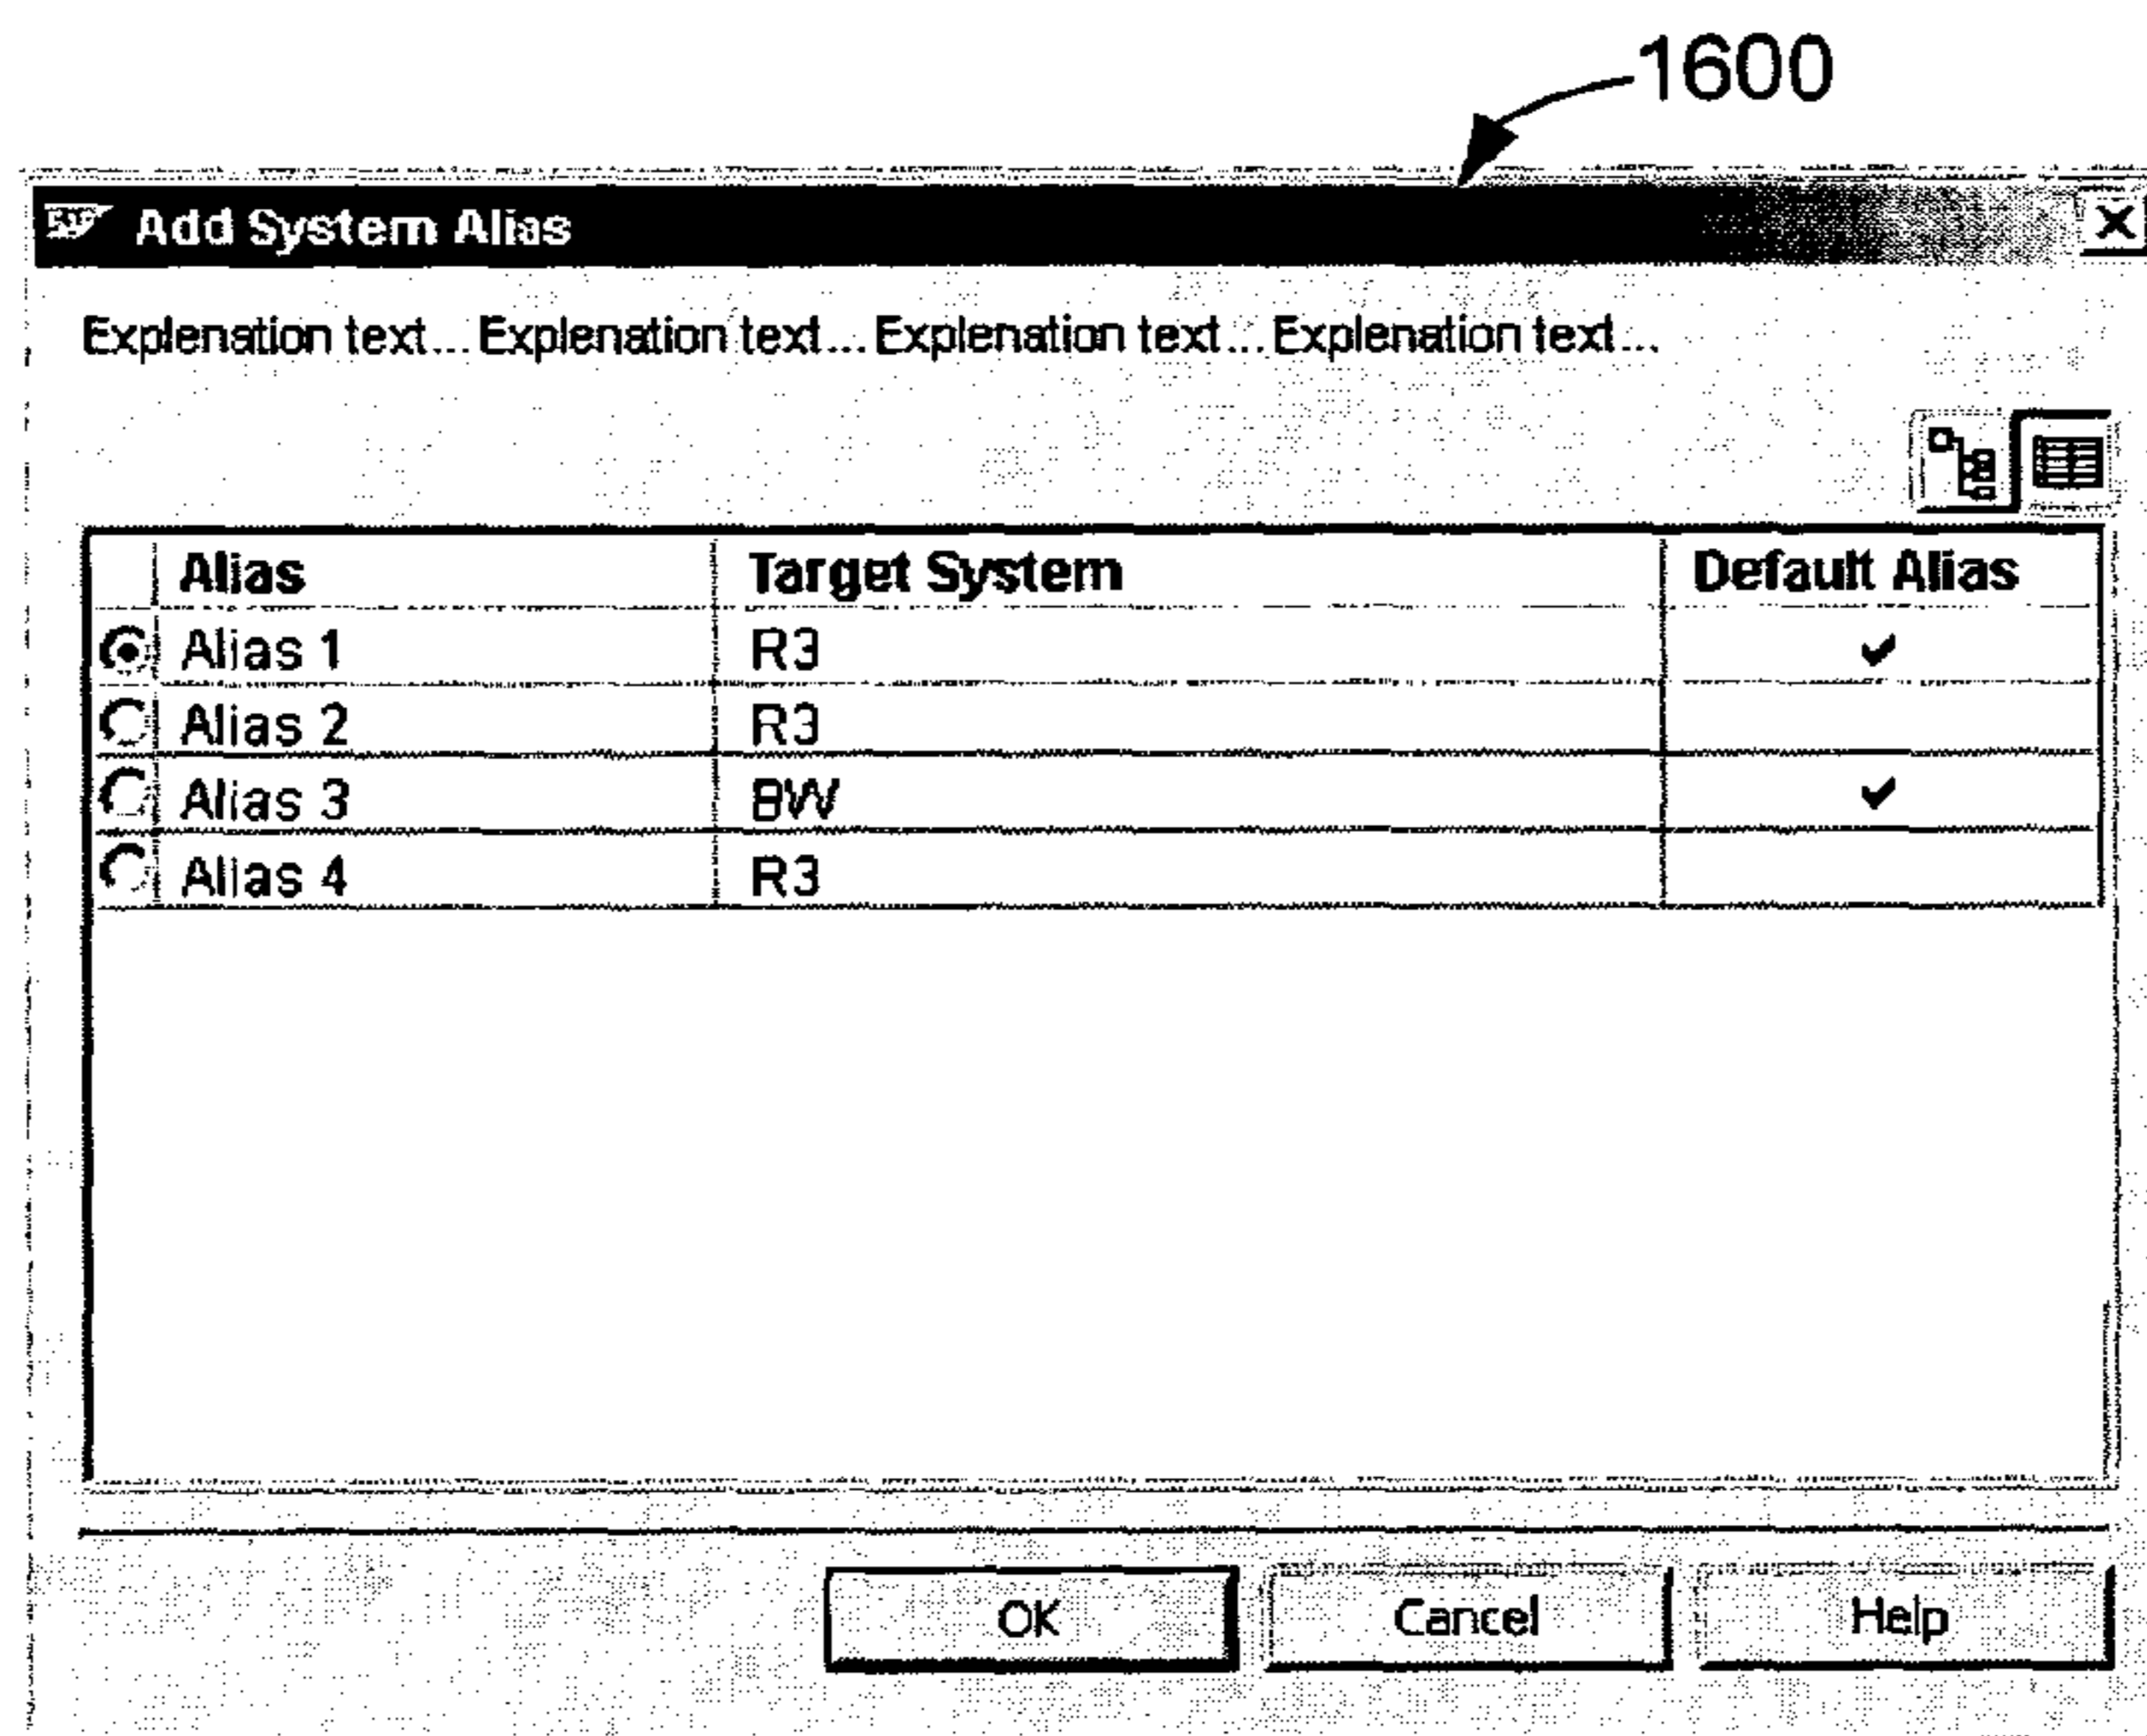 1600
SAP Add System Alias
Explenation text... Explenation text... Explenation text... Explenation text...
Alias Target System Default Alias
Alias 1 R3 ✔
Alias 2 R3
Alias 3 BW ✔
Alias 4 R3
OK Cancel Help